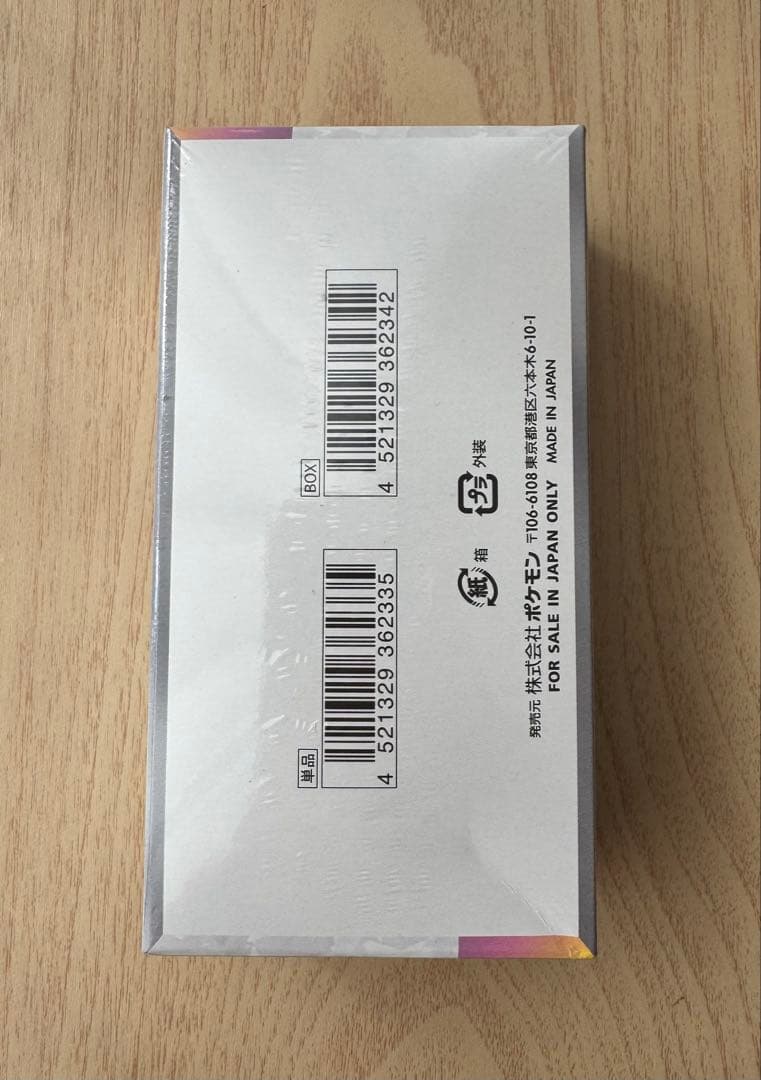 単品
4 521329 362335
BOX
4 521329 362342
紙 箱
プラ 外装
発売元 株式会社 ポケモン 〒106-6108 東京都港区六本木6-10-1
FOR SALE IN JAPAN ONLY MADE IN JAPAN